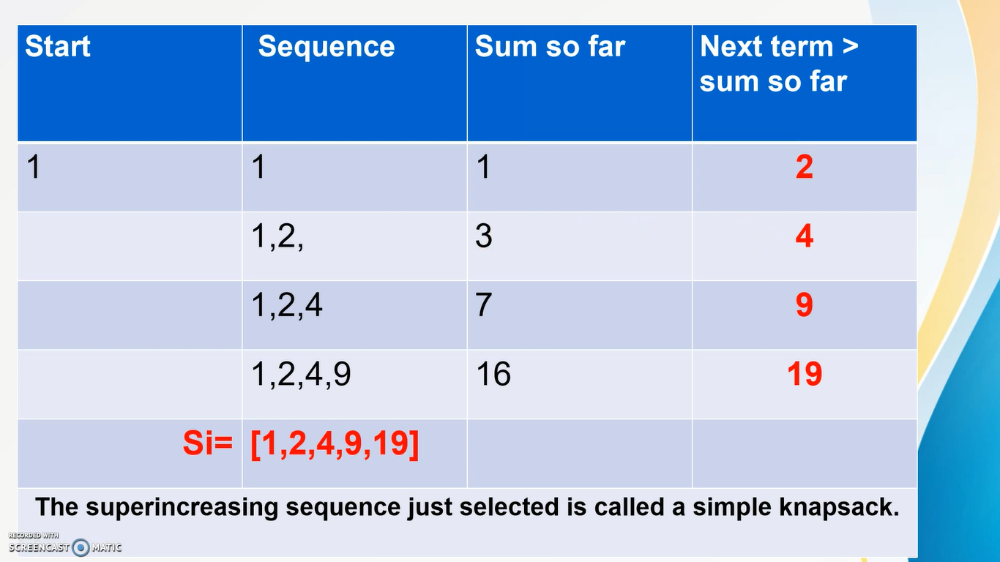 Start Sequence Sum so far Next term >
sum so far
1 1 1 2
1,2, 3 4
1,2,4 7 9
1,2,4,9 16 19
Si= [1,2,4,9,19]
The superincreasing sequence just selected is called a simple knapsack.
RECORDED WITH
SCREENCAST MATIC